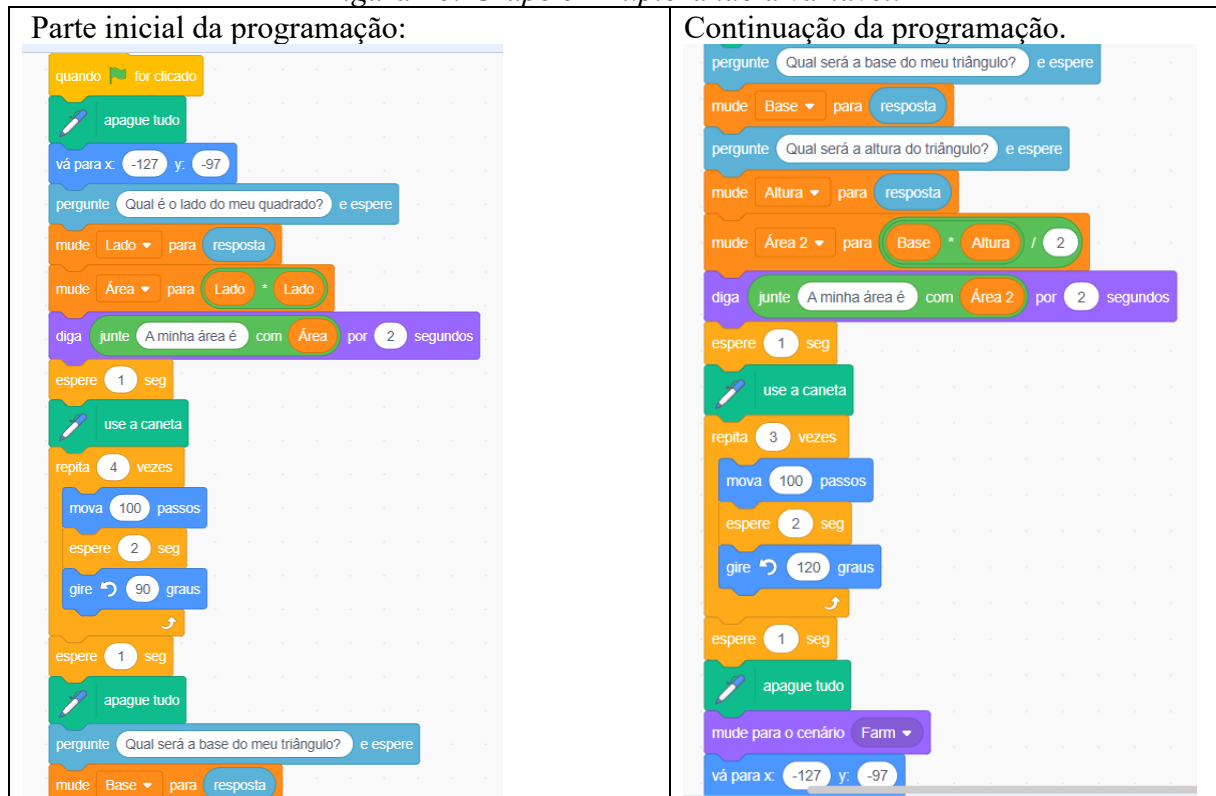 Parte inicial da programação:
quando for clicado
apague tudo
vá para x: -127 y: -97
pergunte Qual é o lado do meu quadrado? e espere
mude Lado para resposta
mude Área para Lado * Lado
diga junte A minha área é com Área por 2 segundos
espere 1 seg
use a caneta
repita 4 vezes
mova 100 passos
espere 2 seg
gire 90 graus
espere 1 seg
apague tudo
pergunte Qual será a base do meu triângulo? e espere
mude Base para resposta
Continuação da programação.
pergunte Qual será a base do meu triângulo? e espere
mude Base para resposta
pergunte Qual será a altura do triângulo? e espere
mude Altura para resposta
mude Área 2 para Base * Altura / 2
diga junte A minha área é com Área 2 por 2 segundos
espere 1 seg
use a caneta
repita 3 vezes
mova 100 passos
espere 2 seg
gire 120 graus
espere 1 seg
apague tudo
mude para o cenário Farm
vá para x: -127 y: -97